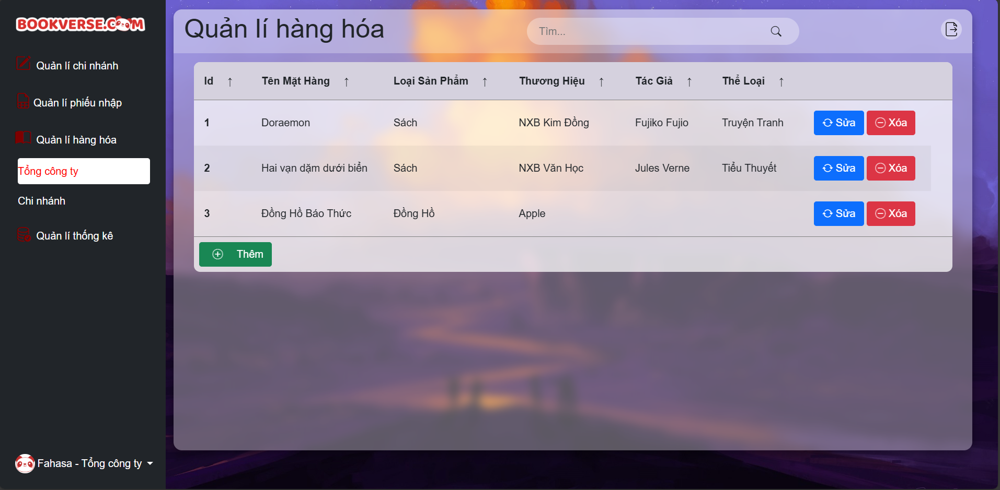 BOOKVERSE.COM
Quản lí chi nhánh
Quản lí phiếu nhập
Quản lí hàng hóa
Tổng công ty
Chi nhánh
Quản lí thống kê
Fahasa - Tổng công ty
Quản lí hàng hóa
Tìm...
Id ↑ Tên Mặt Hàng ↑ Loại Sản Phẩm ↑ Thương Hiệu ↑ Tác Giả ↑ Thể Loại ↑
1 Doraemon Sách NXB Kim Đồng Fujiko Fujio Truyện Tranh Sửa Xóa
2 Hai vạn dặm dưới biển Sách NXB Văn Học Jules Verne Tiểu Thuyết Sửa Xóa
3 Đồng Hồ Báo Thức Đồng Hồ Apple Sửa Xóa
Thêm